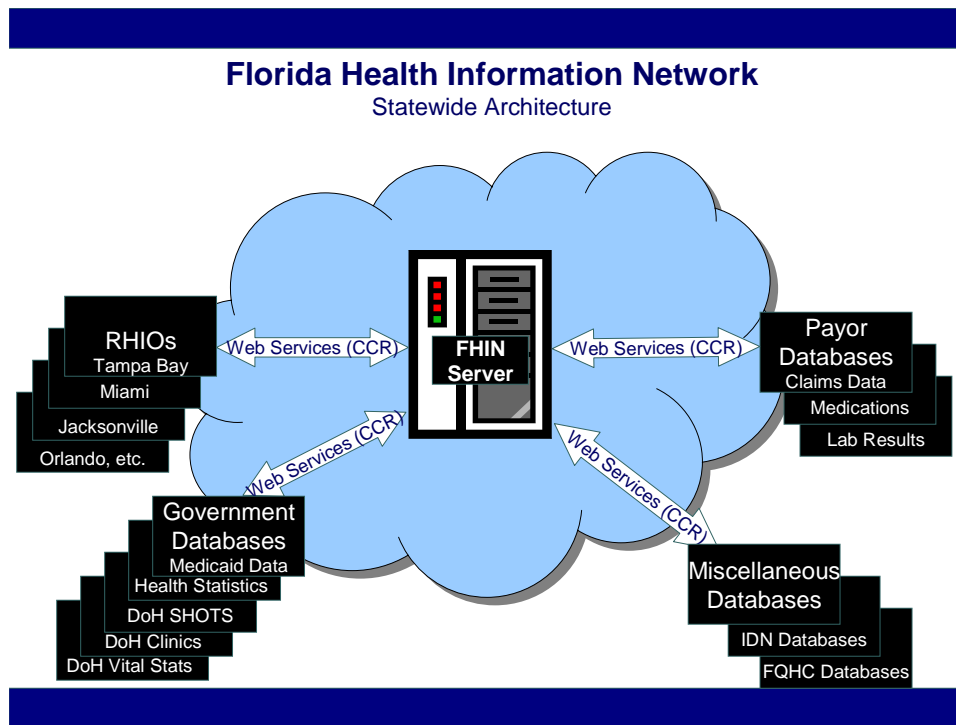 Florida Health Information Network
Statewide Architecture
RHIOs
Tampa Bay
Miami
Jacksonville
Orlando, etc.
Web Services (CCR)
FHIN
Server
Web Services (CCR)
Payor
Databases
Claims Data
Medications
Lab Results
Web Services (CCR)
Government
Databases
Medicaid Data
Health Statistics
DoH SHOTS
DoH Clinics
DoH Vital Stats
Web Services (CCR)
Miscellaneous
Databases
IDN Databases
FQHC Databases